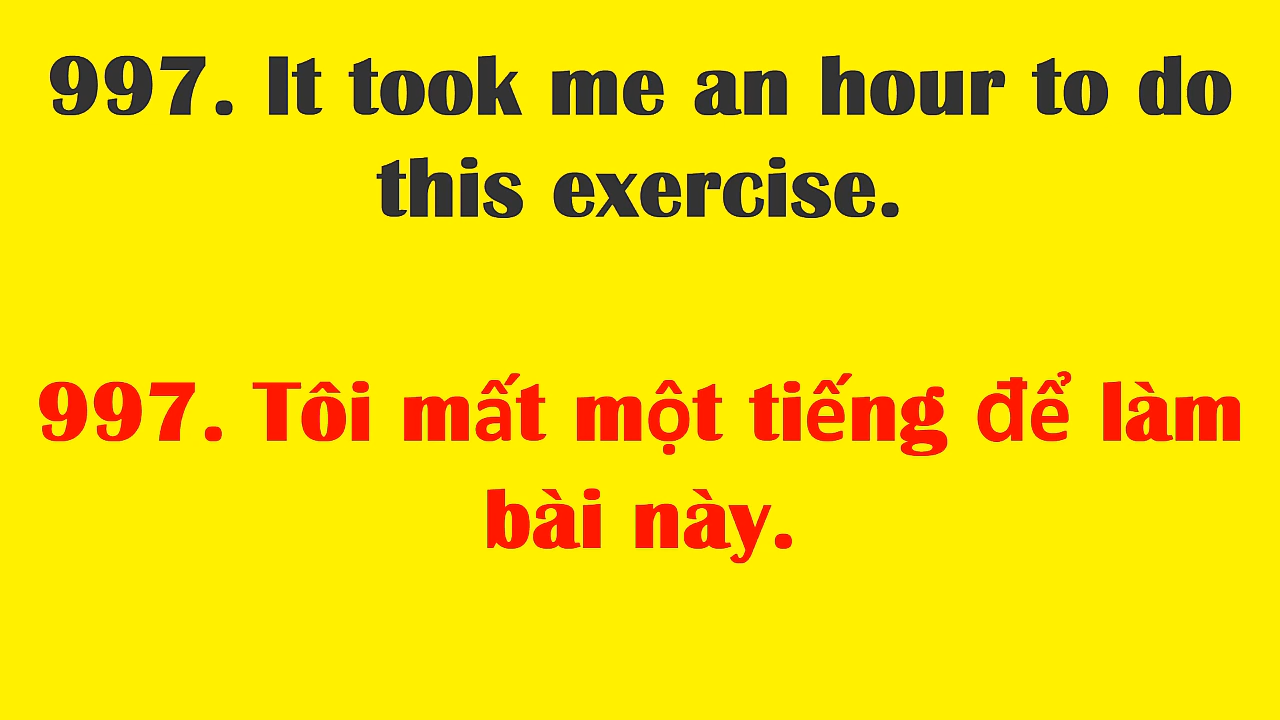 997. It took me an hour to do
this exercise.
997. Tôi mất một tiếng để làm
bài này.